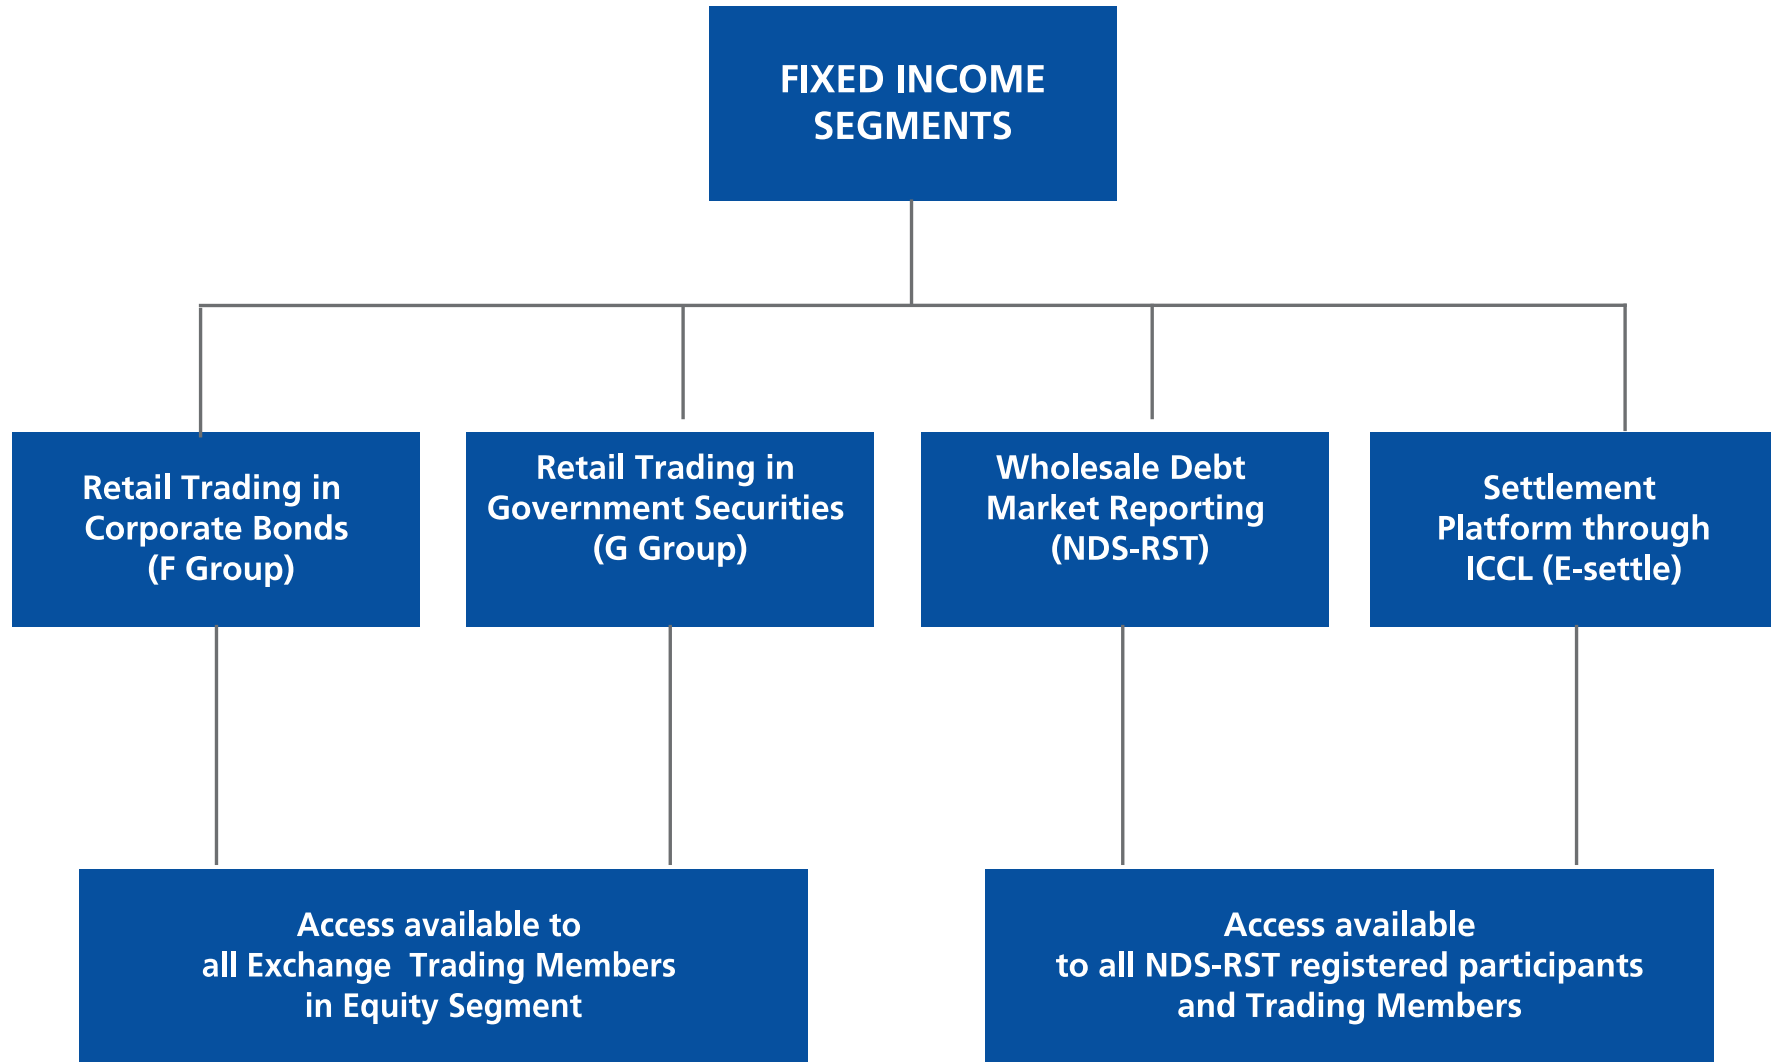 FIXED INCOME
SEGMENTS
Retail Trading in
Corporate Bonds
(F Group)
Retail Trading in
Government Securities
(G Group)
Wholesale Debt
Market Reporting
(NDS-RST)
Settlement
Platform through
ICCL (E-settle)
Access available to
all Exchange Trading Members
in Equity Segment
Access available
to all NDS-RST registered participants
and Trading Members